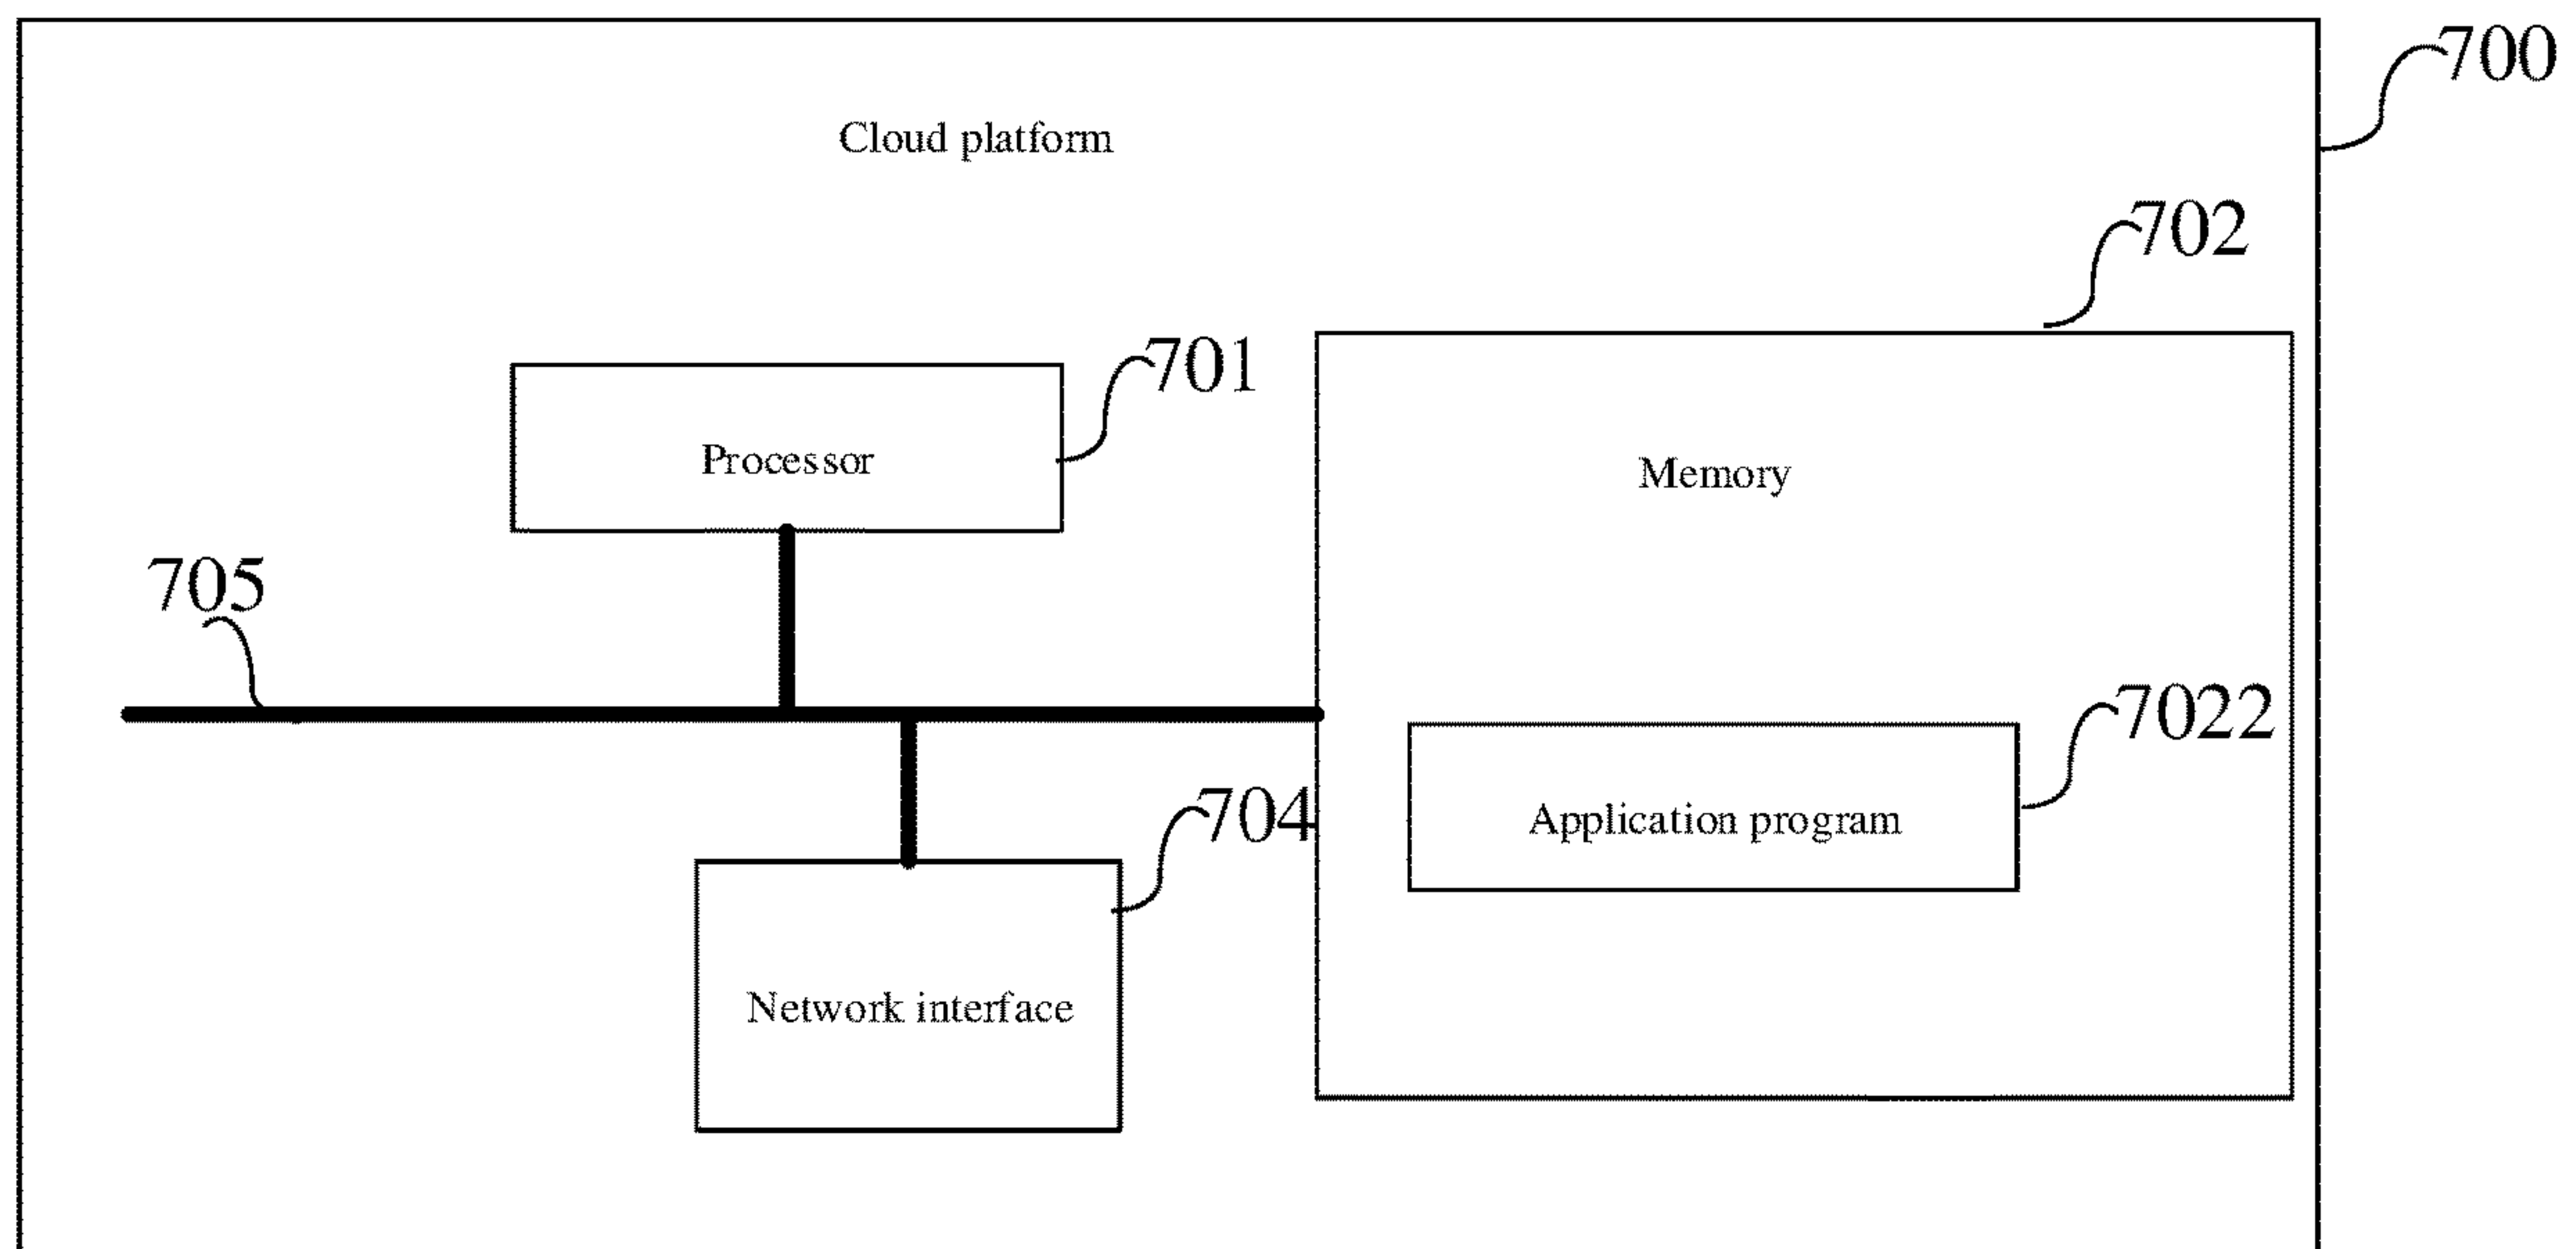 700
Cloud platform
702
701
Processor
Memory
705
7022
704
Application program
Network interface